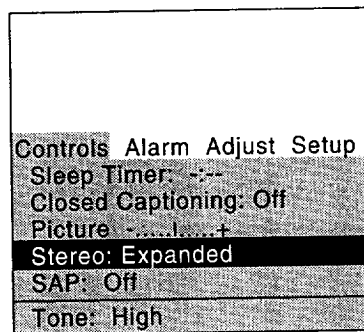 Controls Alarm Adjust Setup
Sleep Timer: -:--
Closed Captioning: Off
Picture -.....|.....+
Stereo: Expanded
SAP: Off
Tone: High